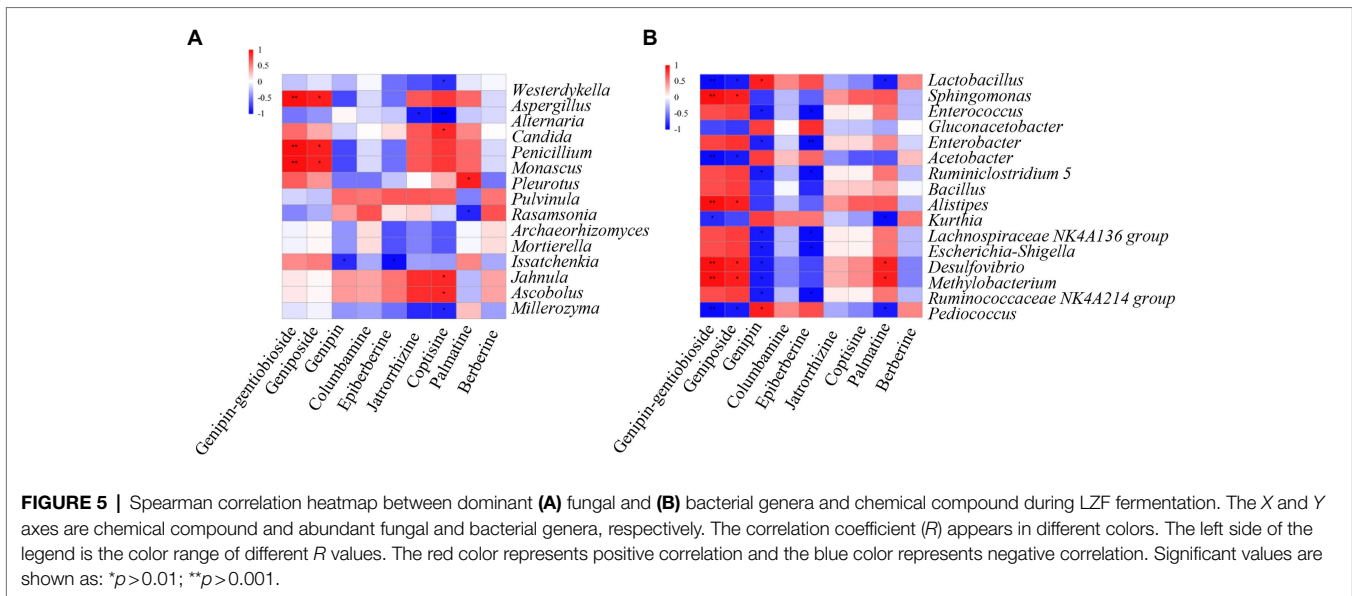 A
B
1
0.5
0
-0.5
-1
1
0.5
0
-0.5
-1
Westerdykella
Aspergillus
Alternaria
Candida
Penicillium
Monascus
Pleurotus
Pulvinula
Rasamsonia
Archaeorhizomyces
Mortierella
Issatchenkia
Jahnula
Ascobolus
Millerozyma
Genipin-gentiobioside
Geniposide
Genipin
Columbamine
Epiberberine
Jatrorrhizine
Coptisine
Palmatine
Berberine
Lactobacillus
Sphingomonas
Enterococcus
Gluconacetobacter
Enterobacter
Acetobacter
Ruminiclostridium 5
Bacillus
Alistipes
Kurthia
Lachnospiraceae NK4A136 group
Escherichia-Shigella
Desulfovibrio
Methylobacterium
Ruminococcaceae NK4A214 group
Pediococcus
Genipin-gentiobioside
Geniposide
Genipin
Columbamine
Epiberberine
Jatrorrhizine
Coptisine
Palmatine
Berberine
FIGURE 5 | Spearman correlation heatmap between dominant (A) fungal and (B) bacterial genera and chemical compound during LZF fermentation. The X and Y
axes are chemical compound and abundant fungal and bacterial genera, respectively. The correlation coefficient (R) appears in different colors. The left side of the
legend is the color range of different R values. The red color represents positive correlation and the blue color represents negative correlation. Significant values are
shown as: *p>0.01; **p>0.001.